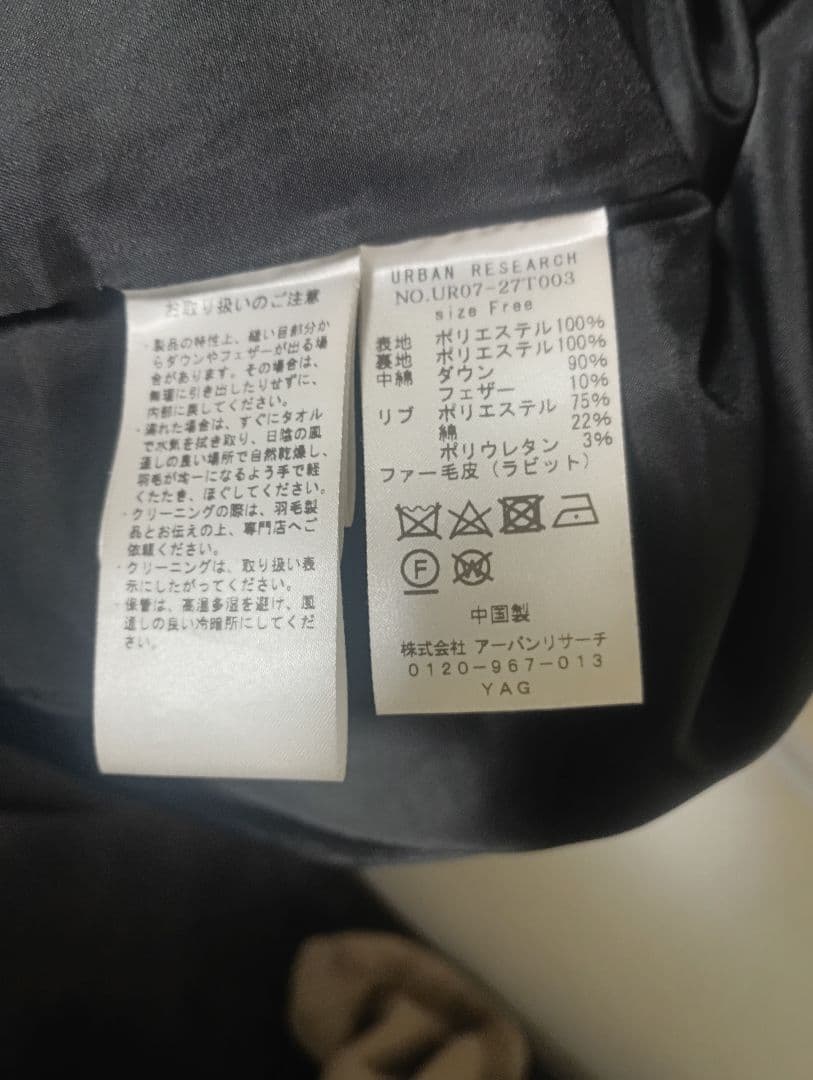 お取り扱いのご注意
・製品の特性上、縫い目部分か
らダウンやフェザーが出る場
合があります。その場合は、
無理に引き出したりせずに、
内部に戻してください。
・濡れた場合は、すぐにタオル
で水気を拭き取り、日陰の風
通しの良い場所で自然乾燥し、
羽毛が均一になるよう手で軽
くたたき、ほぐしてください。
・クリーニングの際は、羽毛製
品とお伝えの上、専門店へご
依頼ください。
・クリーニングは、取り扱い表
示にしたがってください。
・保管は、高温多湿を避け、風
通しの良い冷暗所にしてくだ
さい。
URBAN RESEARCH
NO.UR07-27T003
size Free
表地 ポリエステル100%
裏地 ポリエステル100%
中綿 ダウン 90%
フェザー 10%
リブ ポリエステル 75%
綿 22%
ポリウレタン 3%
ファー毛皮（ラビット）
F W
中国製
株式会社 アーバンリサーチ
0120-967-013
YAG